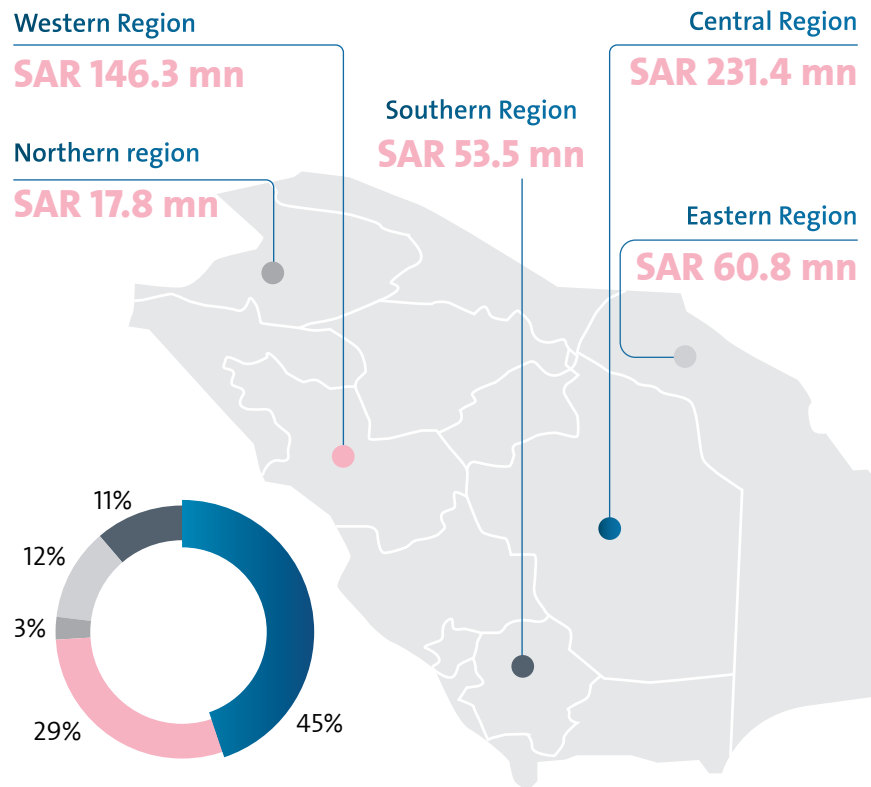 Western Region
SAR 146.3 mn
Central Region
SAR 231.4 mn
Southern Region
SAR 53.5 mn
Northern region
SAR 17.8 mn
Eastern Region
SAR 60.8 mn
11%
12%
3%
29%
45%